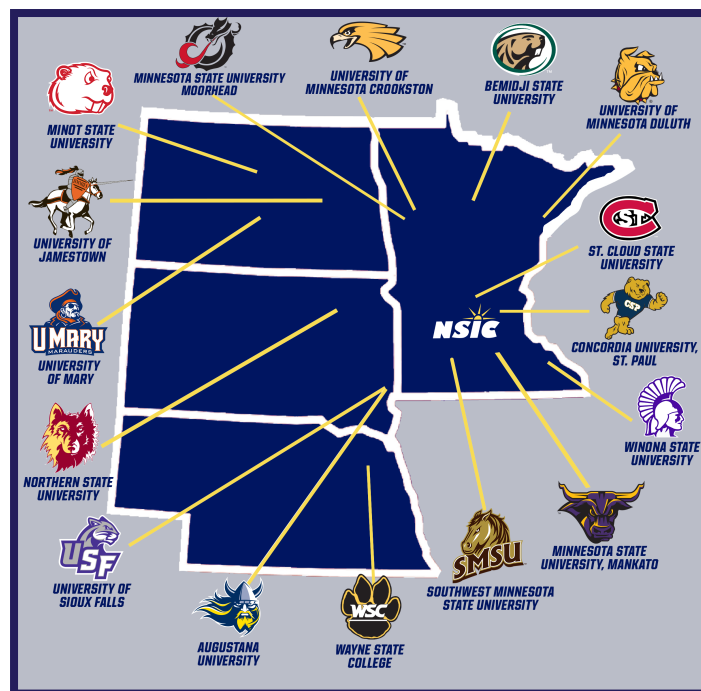 MINNESOTA STATE UNIVERSITY
MOORHEAD
UNIVERSITY OF
MINNESOTA CROOKSTON
BEMIDJI STATE
UNIVERSITY
UNIVERSITY OF
MINNESOTA DULUTH
MINOT STATE
UNIVERSITY
UNIVERSITY OF
JAMESTOWN
STC
ST. CLOUD STATE
UNIVERSITY
CSP
CONCORDIA UNIVERSITY,
ST. PAUL
NSIC
UMARY
MARAUDERS
UNIVERSITY
OF MARY
WINONA STATE
UNIVERSITY
NORTHERN STATE
UNIVERSITY
MINNESOTA STATE
UNIVERSITY, MANKATO
USF
UNIVERSITY OF
SIOUX FALLS
SMSU
SOUTHWEST MINNESOTA
STATE UNIVERSITY
AUGUSTANA
UNIVERSITY
WSC
WAYNE STATE
COLLEGE